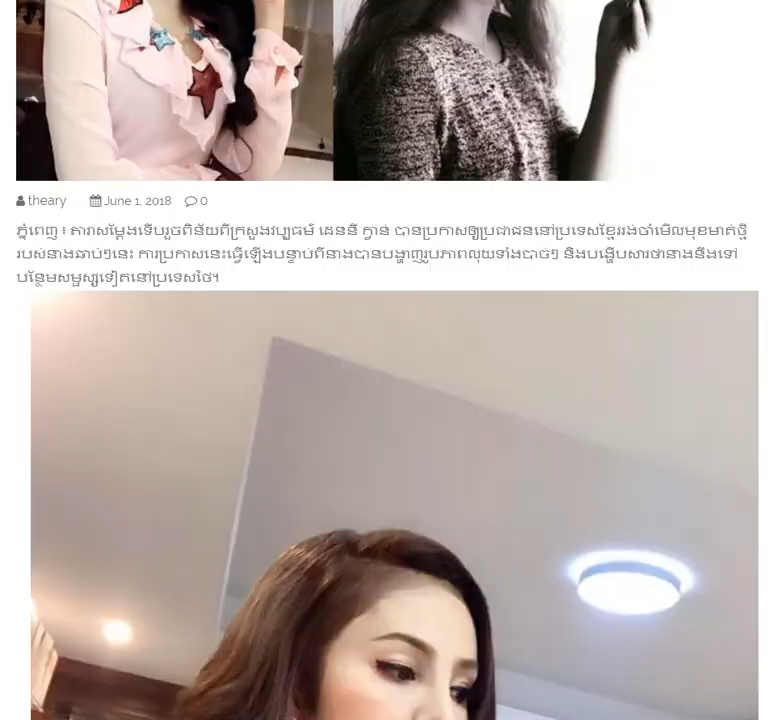 theary June 1, 2018 0
ភ្នំពេញ ៖ តារាសម្ដែងទើបរួចពិន័យពីក្រសួងវប្បធម៌ ដេននី ក្វាន់ បានប្រកាសឲ្យប្រជាជននៅប្រទេសខ្មែររង់ចាំមើលមុខមាត់ថ្មី
របស់នាងឆាប់ៗនេះ ការប្រកាសនេះធ្វើឡើងបន្ទាប់ពីនាងបានបង្ហាញរូបភាពលុយទាំងបាច់ៗ និងបង្ហើបសារថានាងនឹងទៅ
បន្ថែមសម្ផស្សទៀតនៅប្រទេសថៃ។